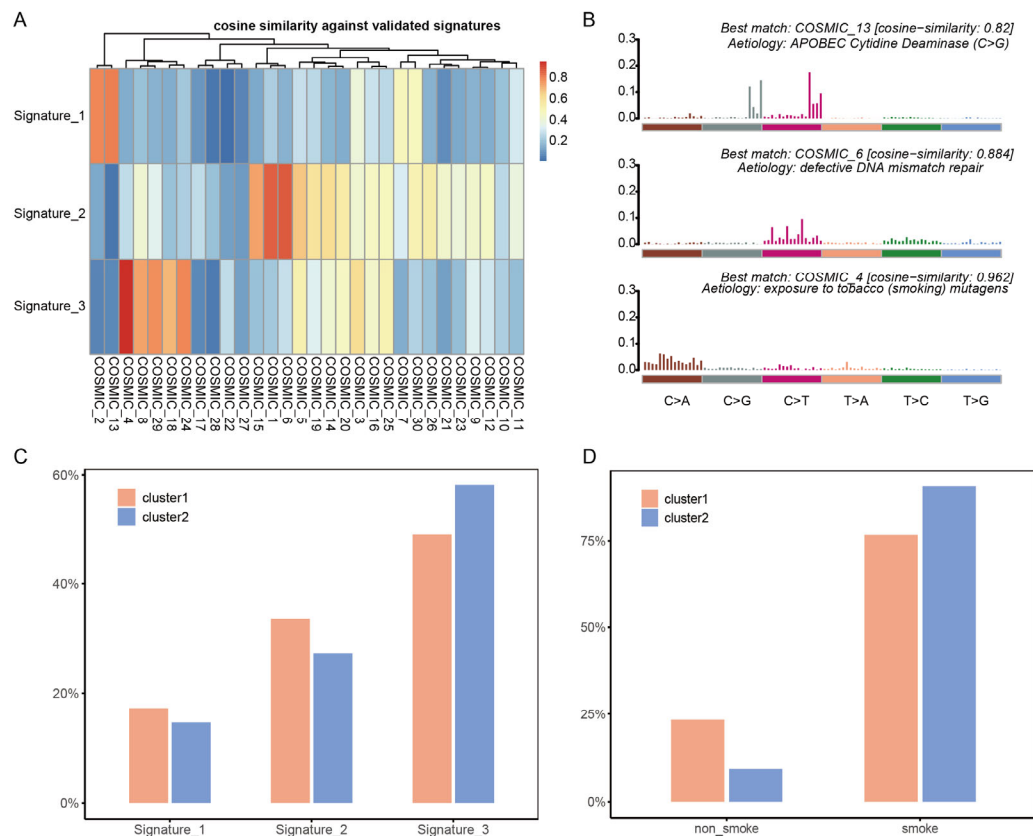 A
cosine similarity against validated signatures
Signature_1
Signature_2
Signature_3
0.8
0.6
0.4
0.2
COSMIC_2
COSMIC_13
COSMIC_4
COSMIC_8
COSMIC_29
COSMIC_18
COSMIC_24
COSMIC_17
COSMIC_28
COSMIC_22
COSMIC_27
COSMIC_15
COSMIC_1
COSMIC_6
COSMIC_5
COSMIC_19
COSMIC_14
COSMIC_20
COSMIC_3
COSMIC_16
COSMIC_25
COSMIC_7
COSMIC_30
COSMIC_26
COSMIC_21
COSMIC_23
COSMIC_9
COSMIC_12
COSMIC_10
COSMIC_11
B
Best match: COSMIC_13 [cosine−similarity: 0.82]
Aetiology: APOBEC Cytidine Deaminase (C>G)
0.3
0.2
0.1
0.0
Best match: COSMIC_6 [cosine−similarity: 0.884]
Aetiology: defective DNA mismatch repair
0.3
0.2
0.1
0.0
Best match: COSMIC_4 [cosine−similarity: 0.962]
Aetiology: exposure to tobacco (smoking) mutagens
0.3
0.2
0.1
0.0
C>A C>G C>T T>A T>C T>G
C
60%
40%
20%
0%
cluster1
cluster2
Signature_1 Signature_2 Signature_3
D
75%
50%
25%
0%
cluster1
cluster2
non_smoke smoke